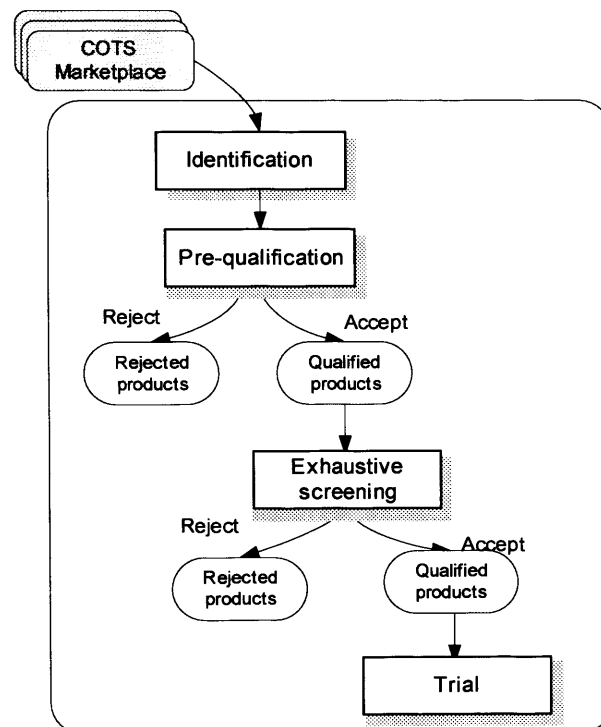 COTS
Marketplace
Identification
Pre-qualification
Reject
Accept
Rejected
products
Qualified
products
Exhaustive
screening
Reject
Accept
Rejected
products
Qualified
products
Trial